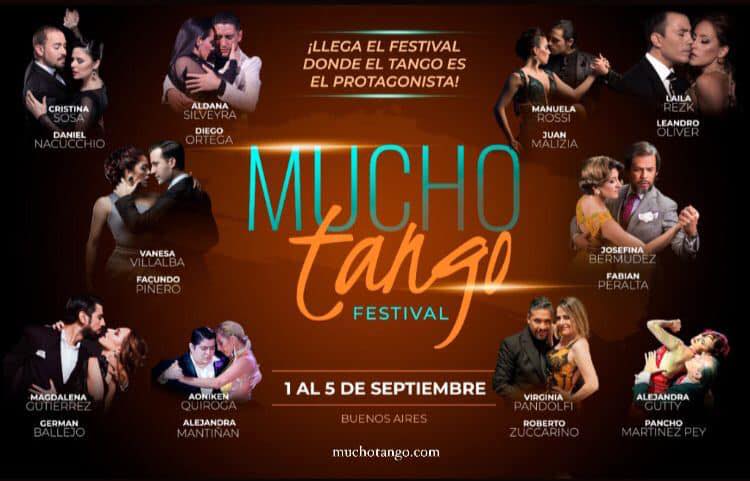 ¡LLEGA EL FESTIVAL
DONDE EL TANGO ES
EL PROTAGONISTA!
CRISTINA
SOSA
DANIEL
NACUCCHIO
ALDANA
SILVEYRA
DIEGO
ORTEGA
MANUELA
ROSSI
JUAN
MALIZIA
LAILA
REZK
LEANDRO
OLIVER
MUCHO
tango
FESTIVAL
VANESA
VILLALBA
FACUNDO
PIÑERO
JOSEFINA
BERMUDEZ
FABIAN
PERALTA
MAGDALENA
GUTIERREZ
GERMAN
BALLEJO
AONIKEN
QUIROGA
ALEJANDRA
MANTIÑAN
1 AL 5 DE SEPTIEMBRE
BUENOS AIRES
VIRGINIA
PANDOLFI
ROBERTO
ZUCCARINO
ALEJANDRA
GUTTY
PANCHO
MARTINEZ PEY
muchotango.com